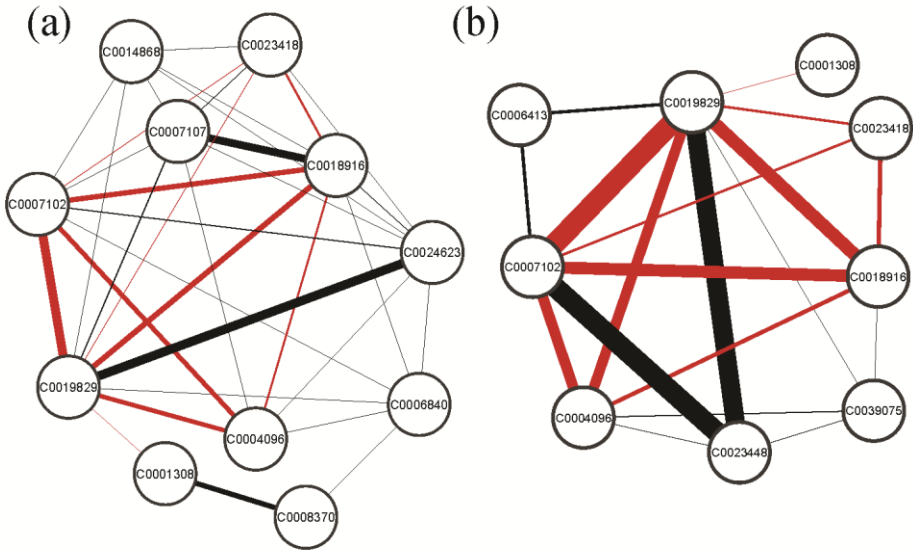 (a)
C0014868
C0023418
C0007107
C0018916
C0007102
C0024623
C0019829
C0006840
C0004096
C0001308
C0008370
(b)
C0001308
C0019829
C0006413
C0023418
C0007102
C0018916
C0004096
C0039075
C0023448